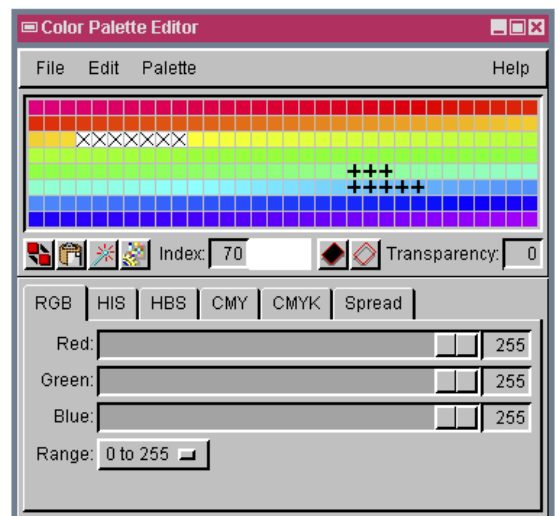 Color Palette Editor
File Edit Palette Help
Index: 70 Transparency: 0
RGB HIS HBS CMY CMYK Spread
Red: 255
Green: 255
Blue: 255
Range: 0 to 255